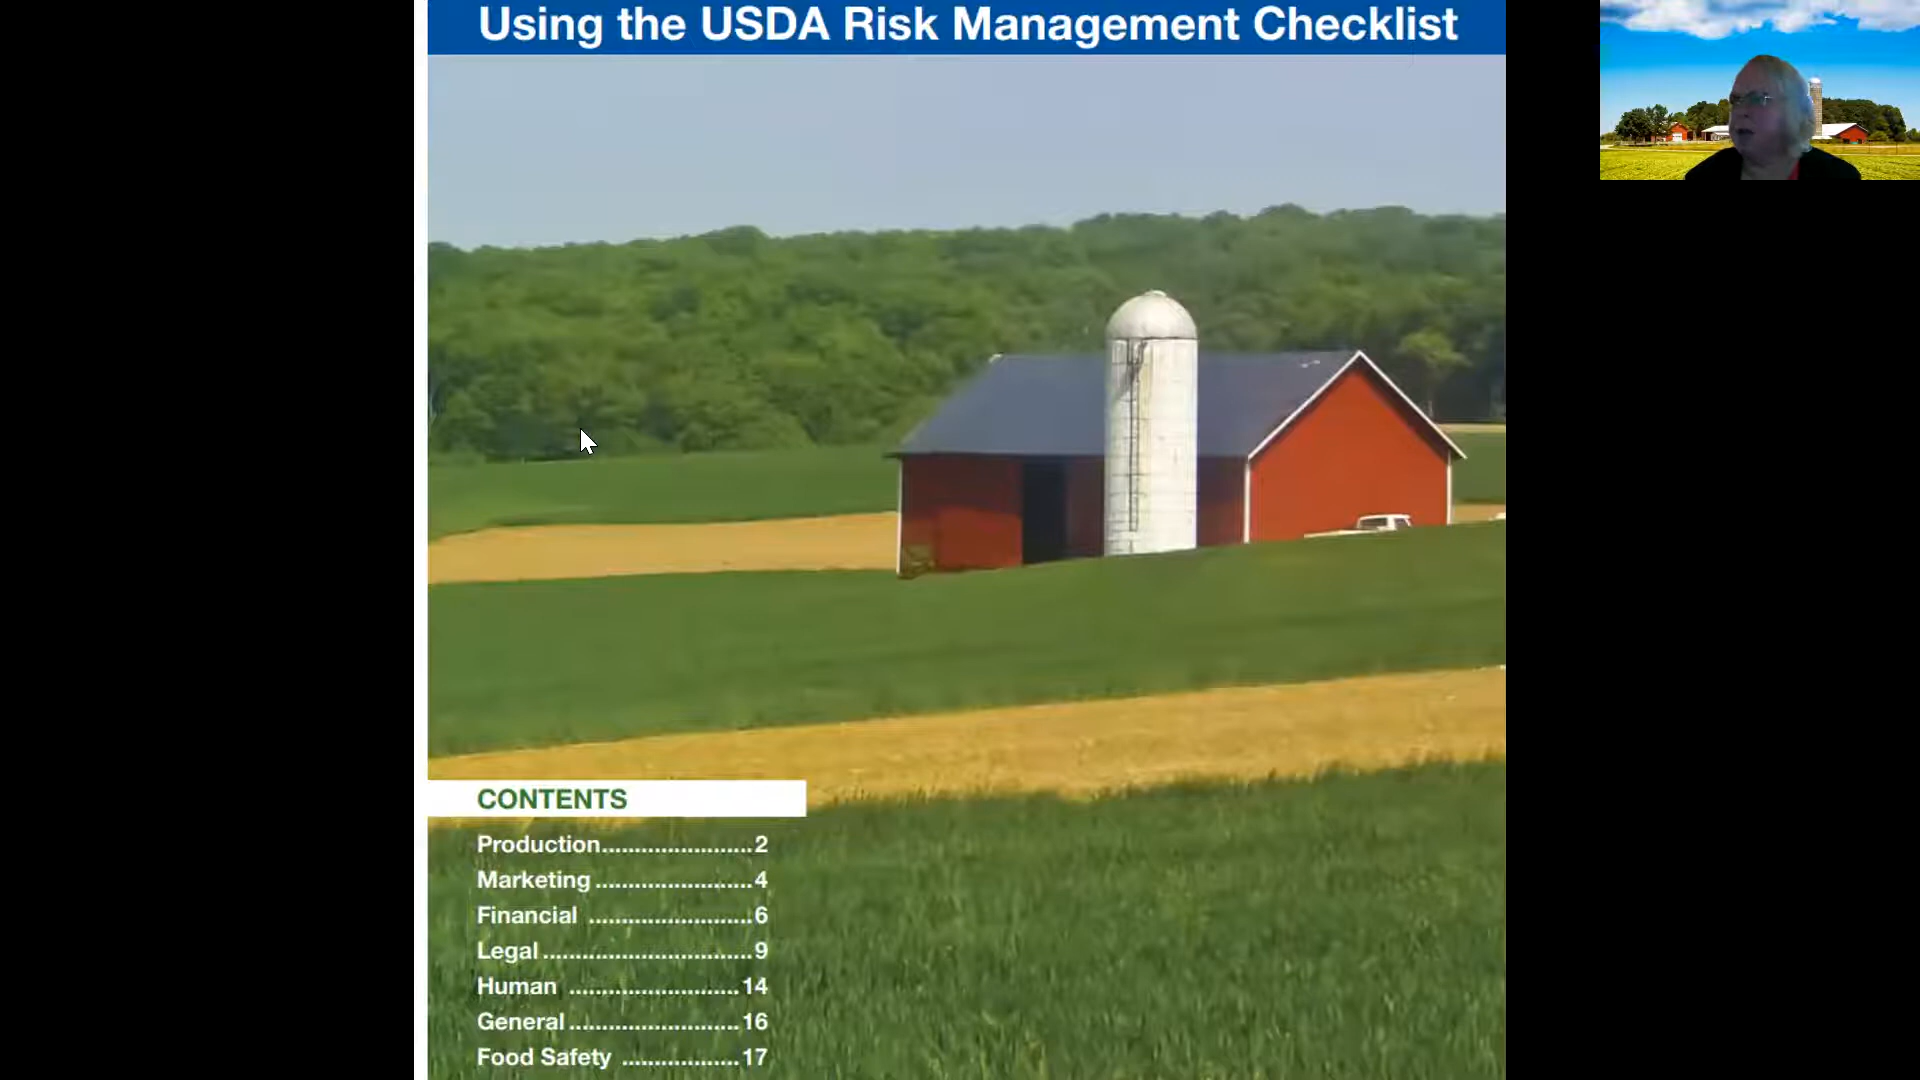 Using the USDA Risk Management Checklist
CONTENTS
Production.......................2
Marketing........................4
Financial .........................6
Legal................................9
Human ..........................14
General..........................16
Food Safety ..................17